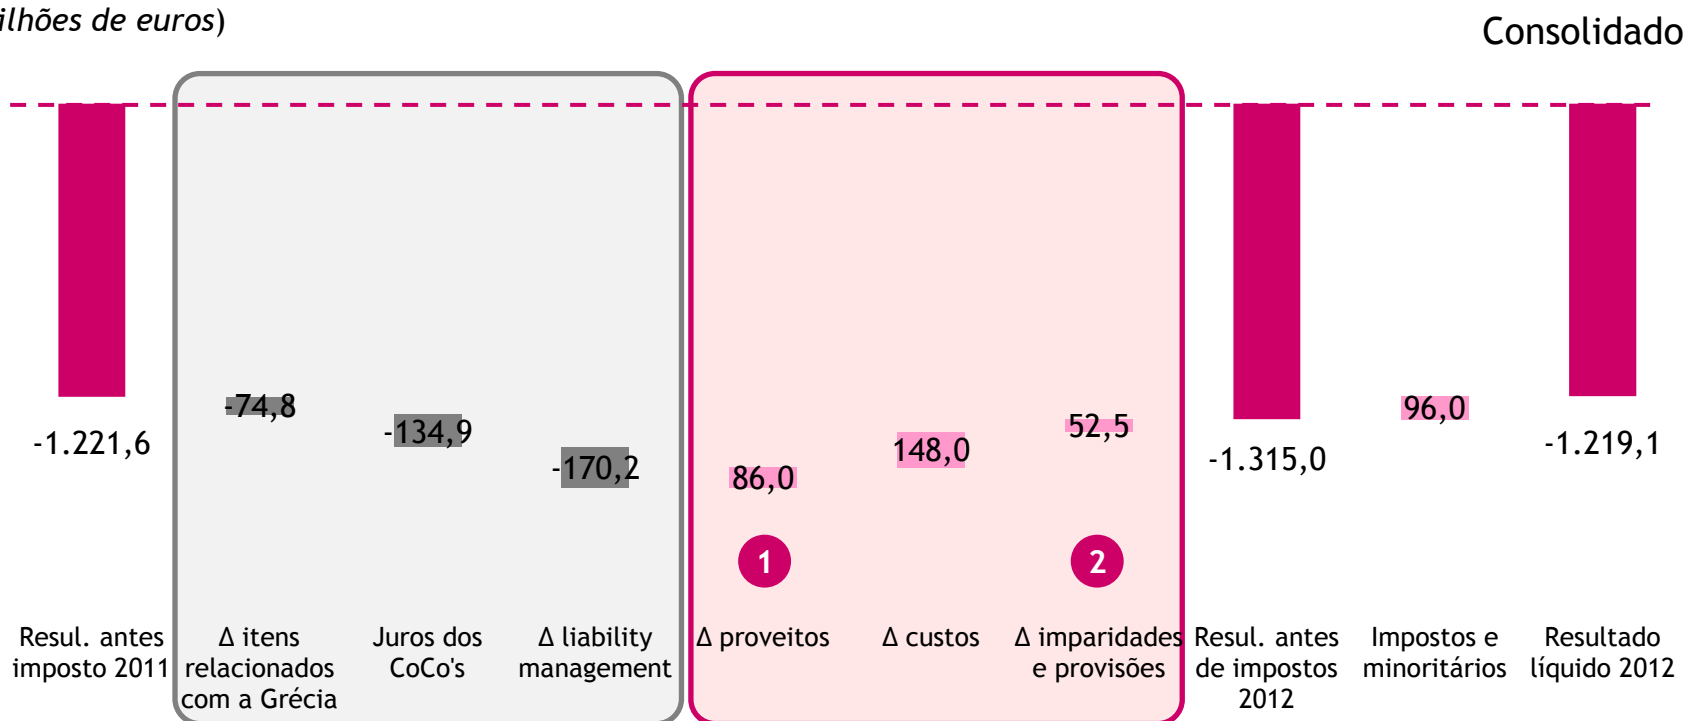 ilhões de euros)
Consolidado
-1.221,6
-74,8
-134,9
-170,2
86,0
148,0
52,5
-1.315,0
96,0
-1.219,1
1
2
Resul. antes
imposto 2011
Δ itens
relacionados
com a Grécia
Juros dos
CoCo's
Δ liability
management
Δ proveitos
Δ custos
Δ imparidades
e provisões
Resul. antes
de impostos
2012
Impostos e
minoritários
Resultado
líquido 2012